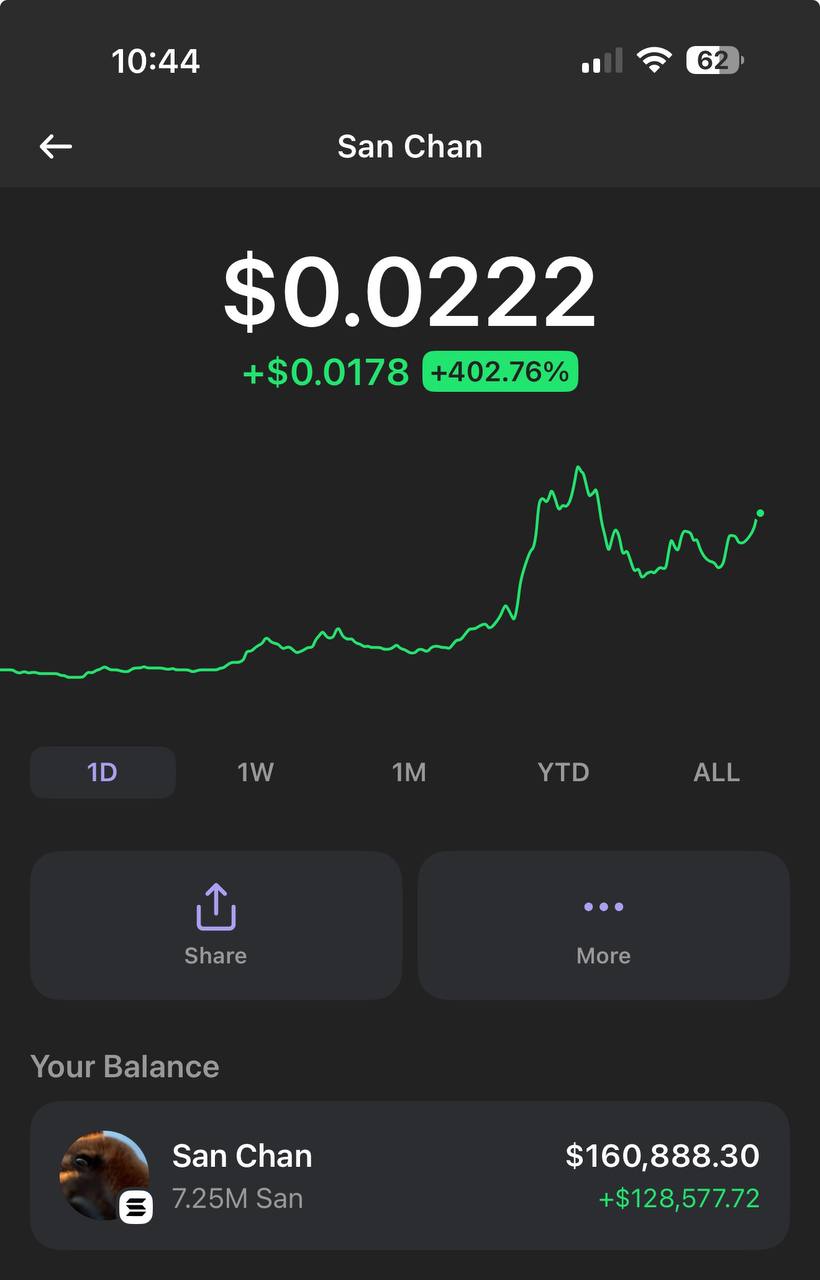 10:44
62
San Chan
$0.0222
+$0.0178 +402.76%
1D 1W 1M YTD ALL
Share More
Your Balance
San Chan $160,888.30
7.25M San +$128,577.72